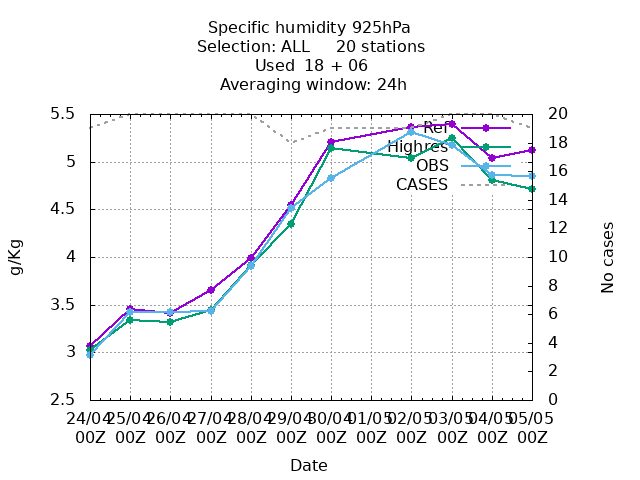 Specific humidity 925hPa
Selection: ALL     20 stations
Used  18 + 06
Averaging window: 24h
5.5
5
4.5
4
3.5
3
2.5
g/Kg
20
18
16
14
12
10
8
6
4
2
0
No cases
Ref
Highres
OBS
CASES
24/04 25/04 26/04 27/04 28/04 29/04 30/04 01/05 02/05 03/05 04/05 05/05
00Z 00Z 00Z 00Z 00Z 00Z 00Z 00Z 00Z 00Z 00Z 00Z
Date